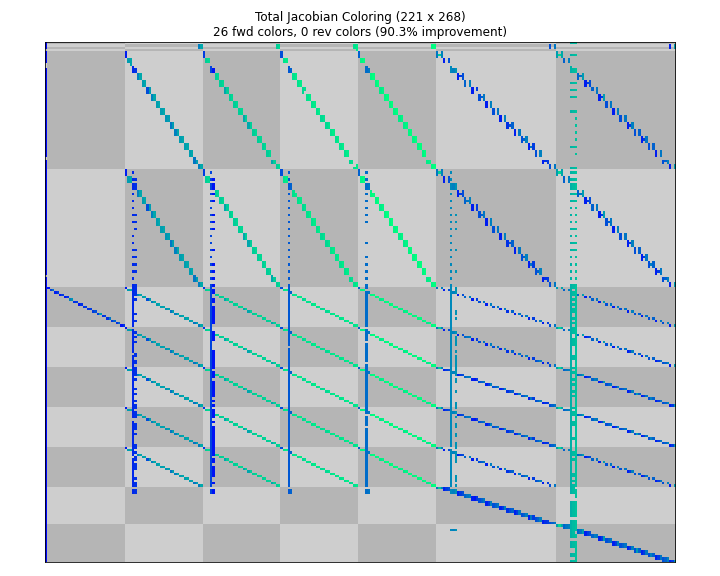 Total Jacobian Coloring (221 x 268)
26 fwd colors, 0 rev colors (90.3% improvement)